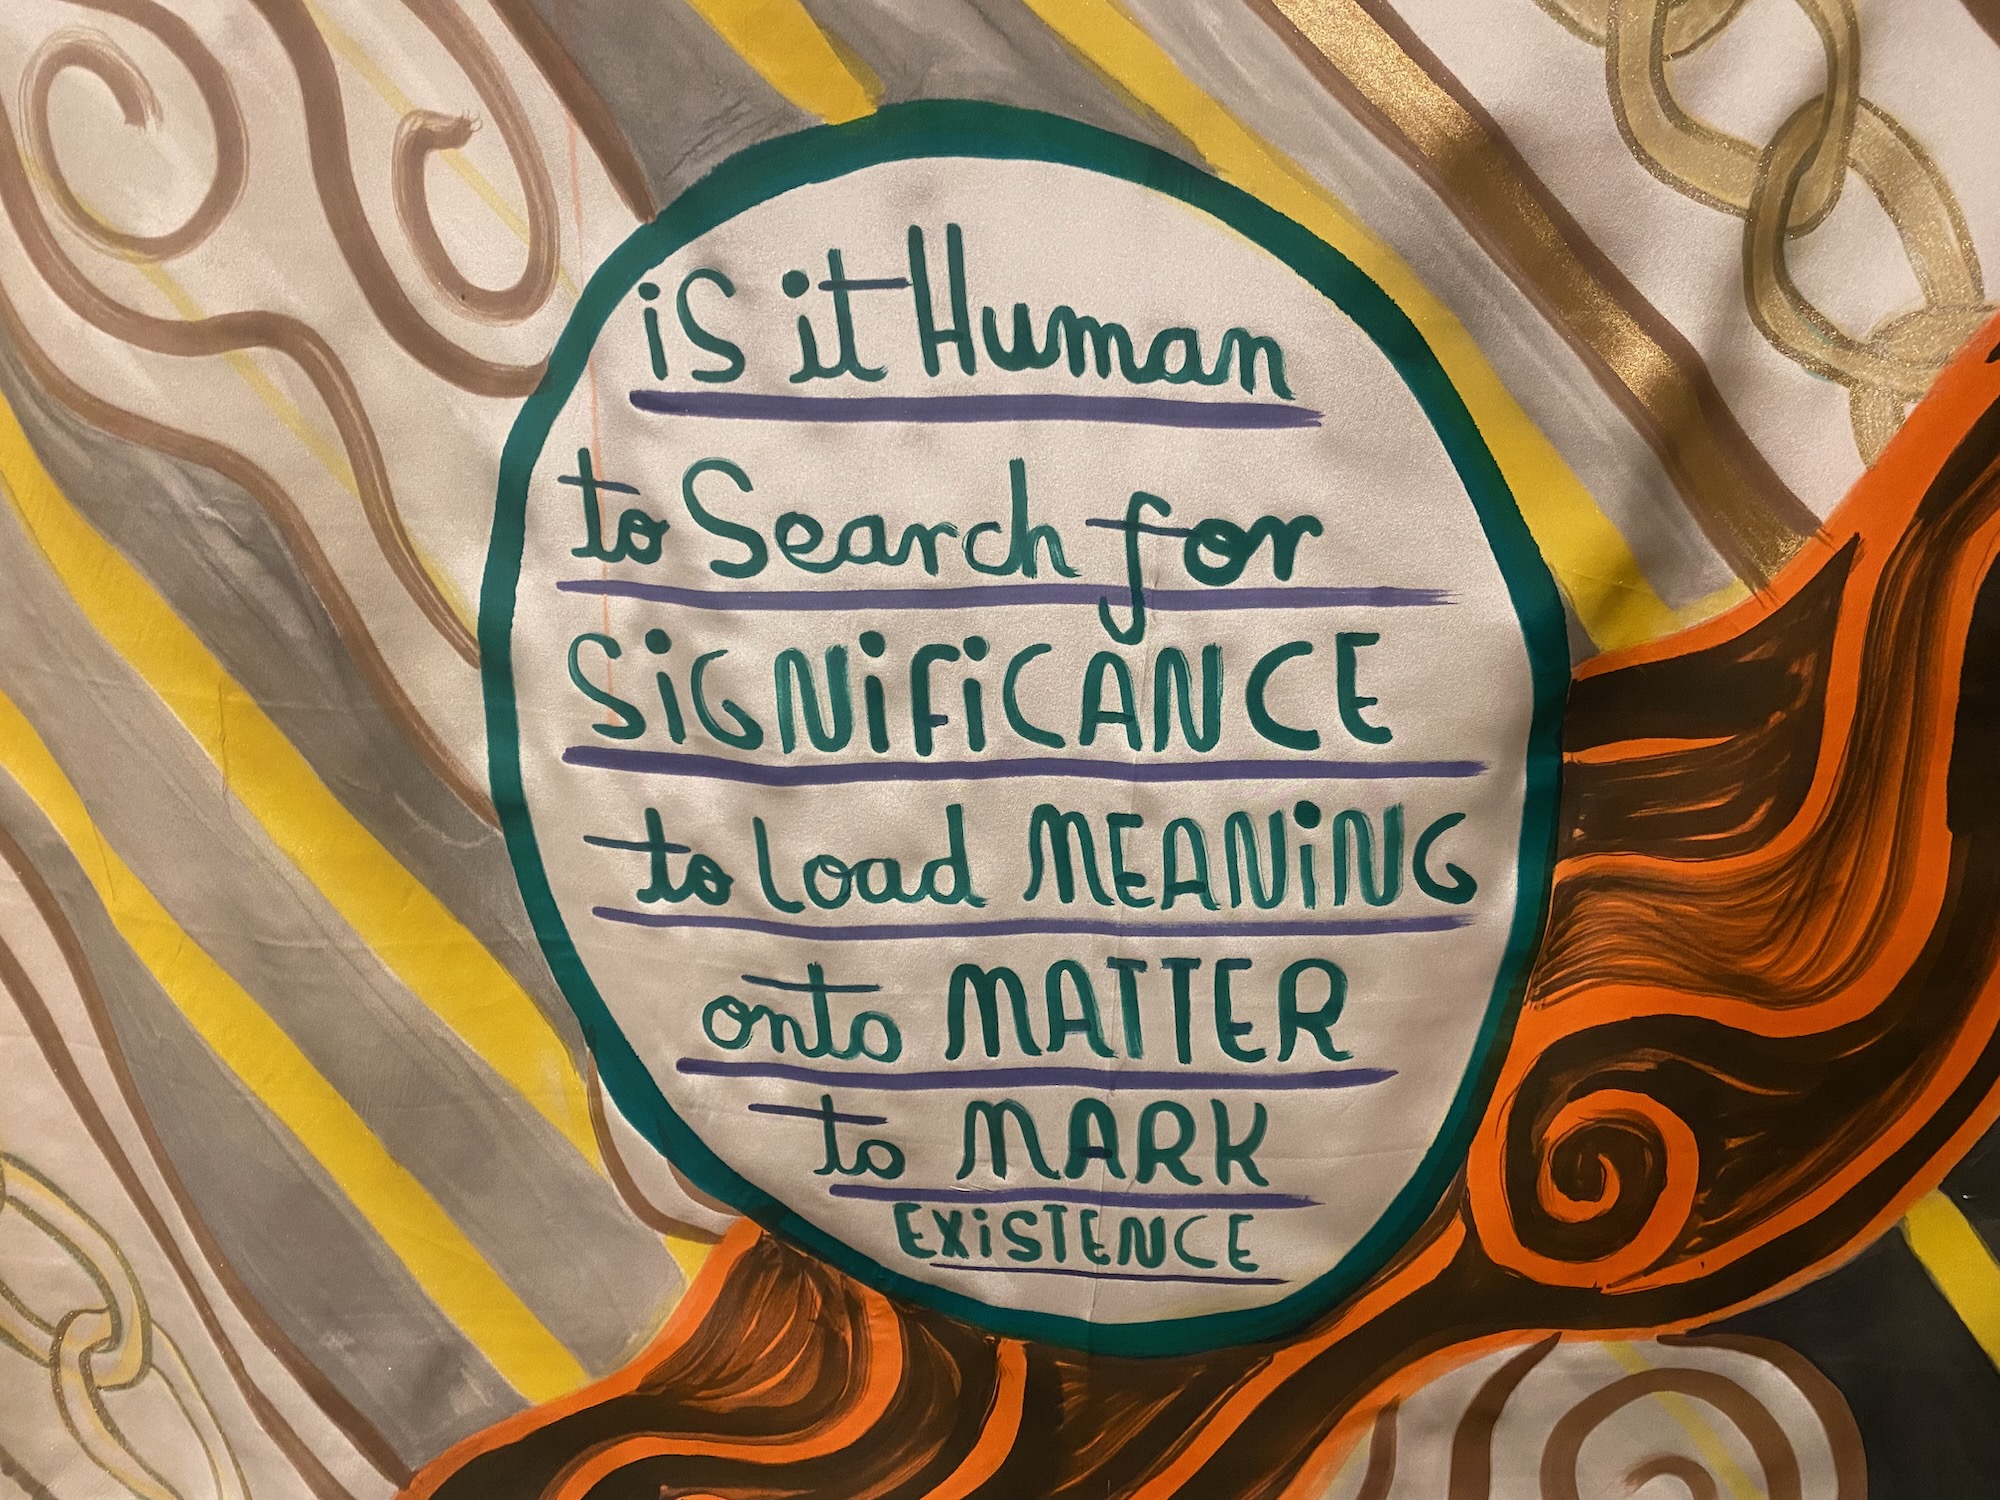 is it Human
to Search for
SiGNiFiCANCE
to load MEANiNG
onto MATTER
to MARK
EXiSTENCE